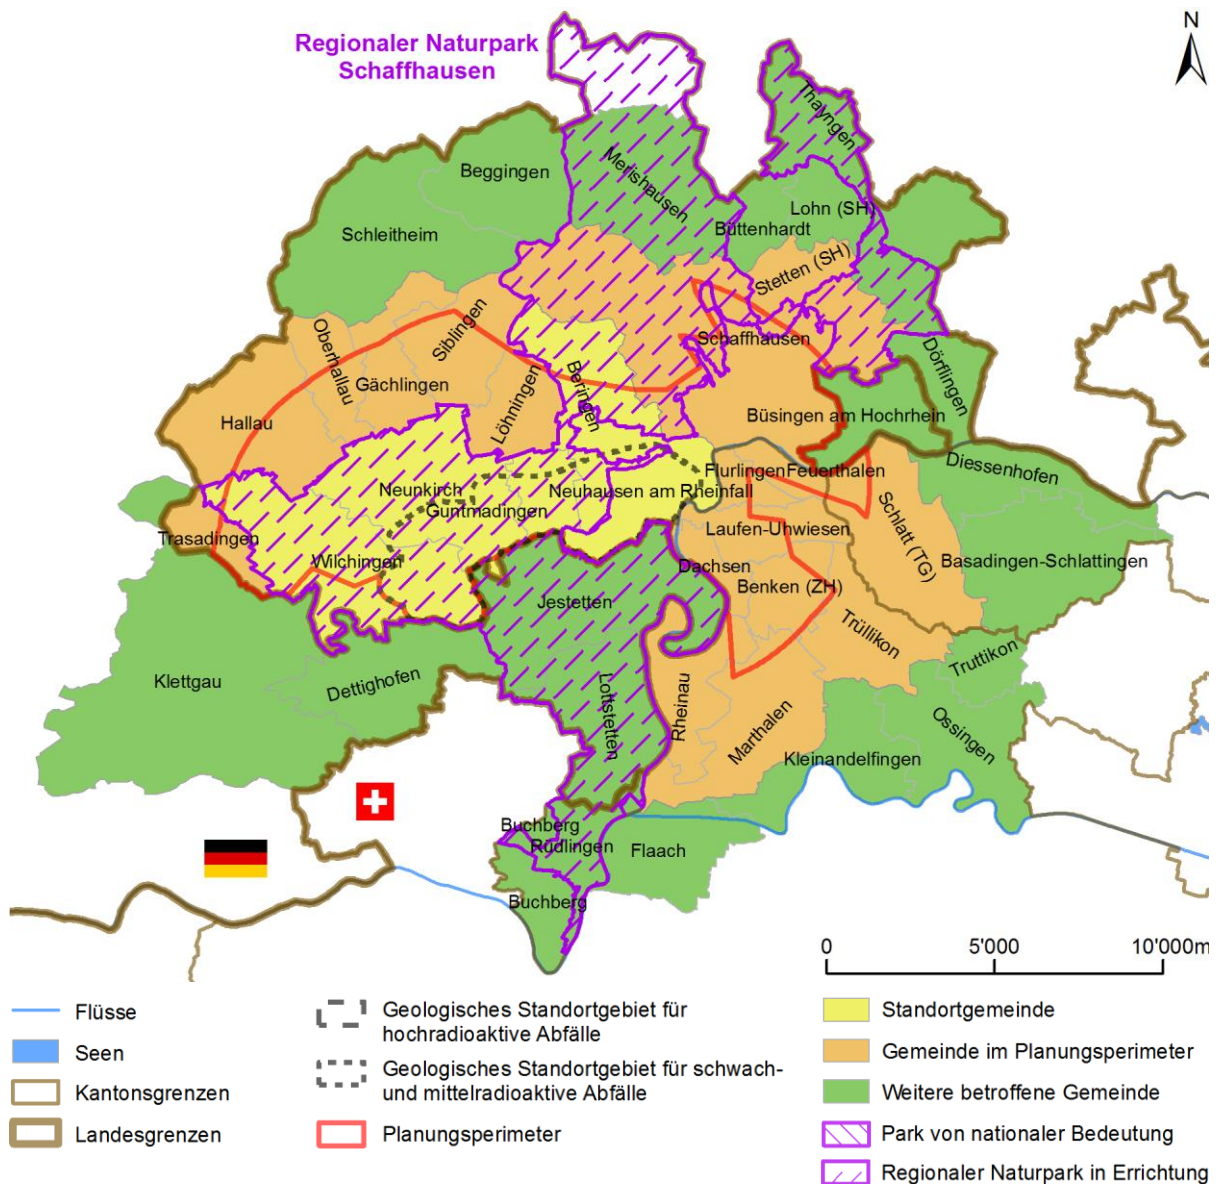 Regionaler Naturpark
Schaffhausen
N
Thayngen
Beggingen
Merishausen
Lohn (SH)
Büttenhardt
Schleitheim
Stetten (SH)
Siblingen
Oberhallau
Schaffhausen
Dörflingen
Gächlingen
Beringen
Löhningen
Hallau
Büsingen am Hochrhein
Diessenhofen
Flurlingen
Feuerthalen
Neunkirch
Neuhausen am Rheinfall
Guntmadingen
Schlatt (TG)
Trasadingen
Laufen-Uhwiesen
Wilchingen
Dachsen
Basadingen-Schlattingen
Benken (ZH)
Jestetten
Trüllikon
Truttikon
Klettgau
Dettighofen
Lottstetten
Rheinau
Marthalen
Ossingen
Kleinandelfingen
Buchberg
Rüdlingen
Flaach
Buchberg
0 5'000 10'000m
Flüsse
Seen
Kantonsgrenzen
Landesgrenzen
Geologisches Standortgebiet für
hochradioaktive Abfälle
Geologisches Standortgebiet für schwach-
und mittelradioaktive Abfälle
Planungsperimeter
Standortgemeinde
Gemeinde im Planungsperimeter
Weitere betroffene Gemeinde
Park von nationaler Bedeutung
Regionaler Naturpark in Errichtung